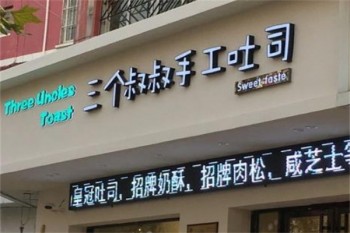 Three Uncles
Toast
三个叔叔手工吐司
Sweet taste
皇冠吐司、招牌奶酥、招牌肉松、咸芝士